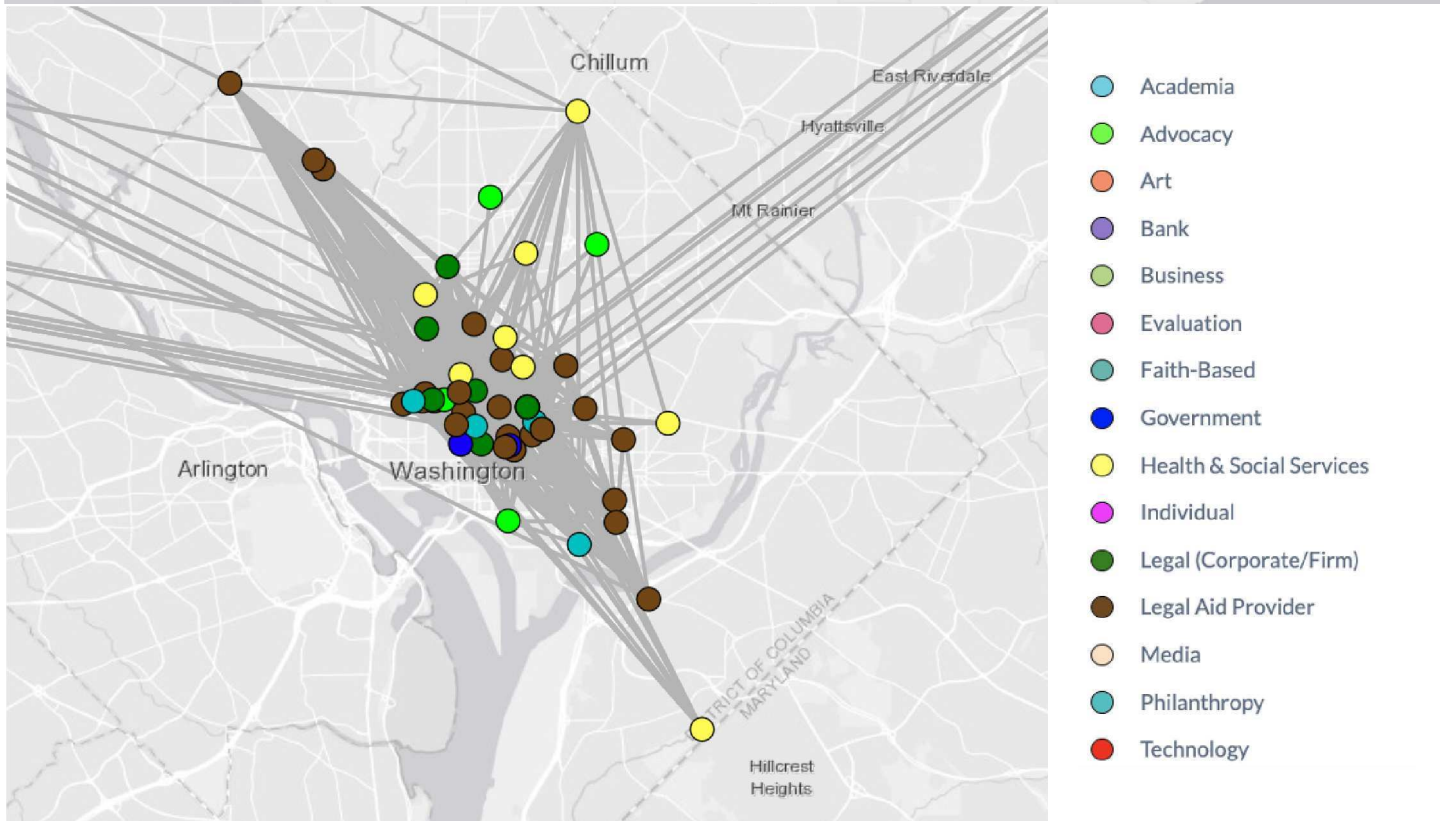 Chillum
East Riverdale
Hyattsville
Mt Rainier
Arlington
Washington
TRICT OF COLUMBIA
MARYLAND
Hillcrest
Heights
Academia
Advocacy
Art
Bank
Business
Evaluation
Faith-Based
Government
Health & Social Services
Individual
Legal (Corporate/Firm)
Legal Aid Provider
Media
Philanthropy
Technology